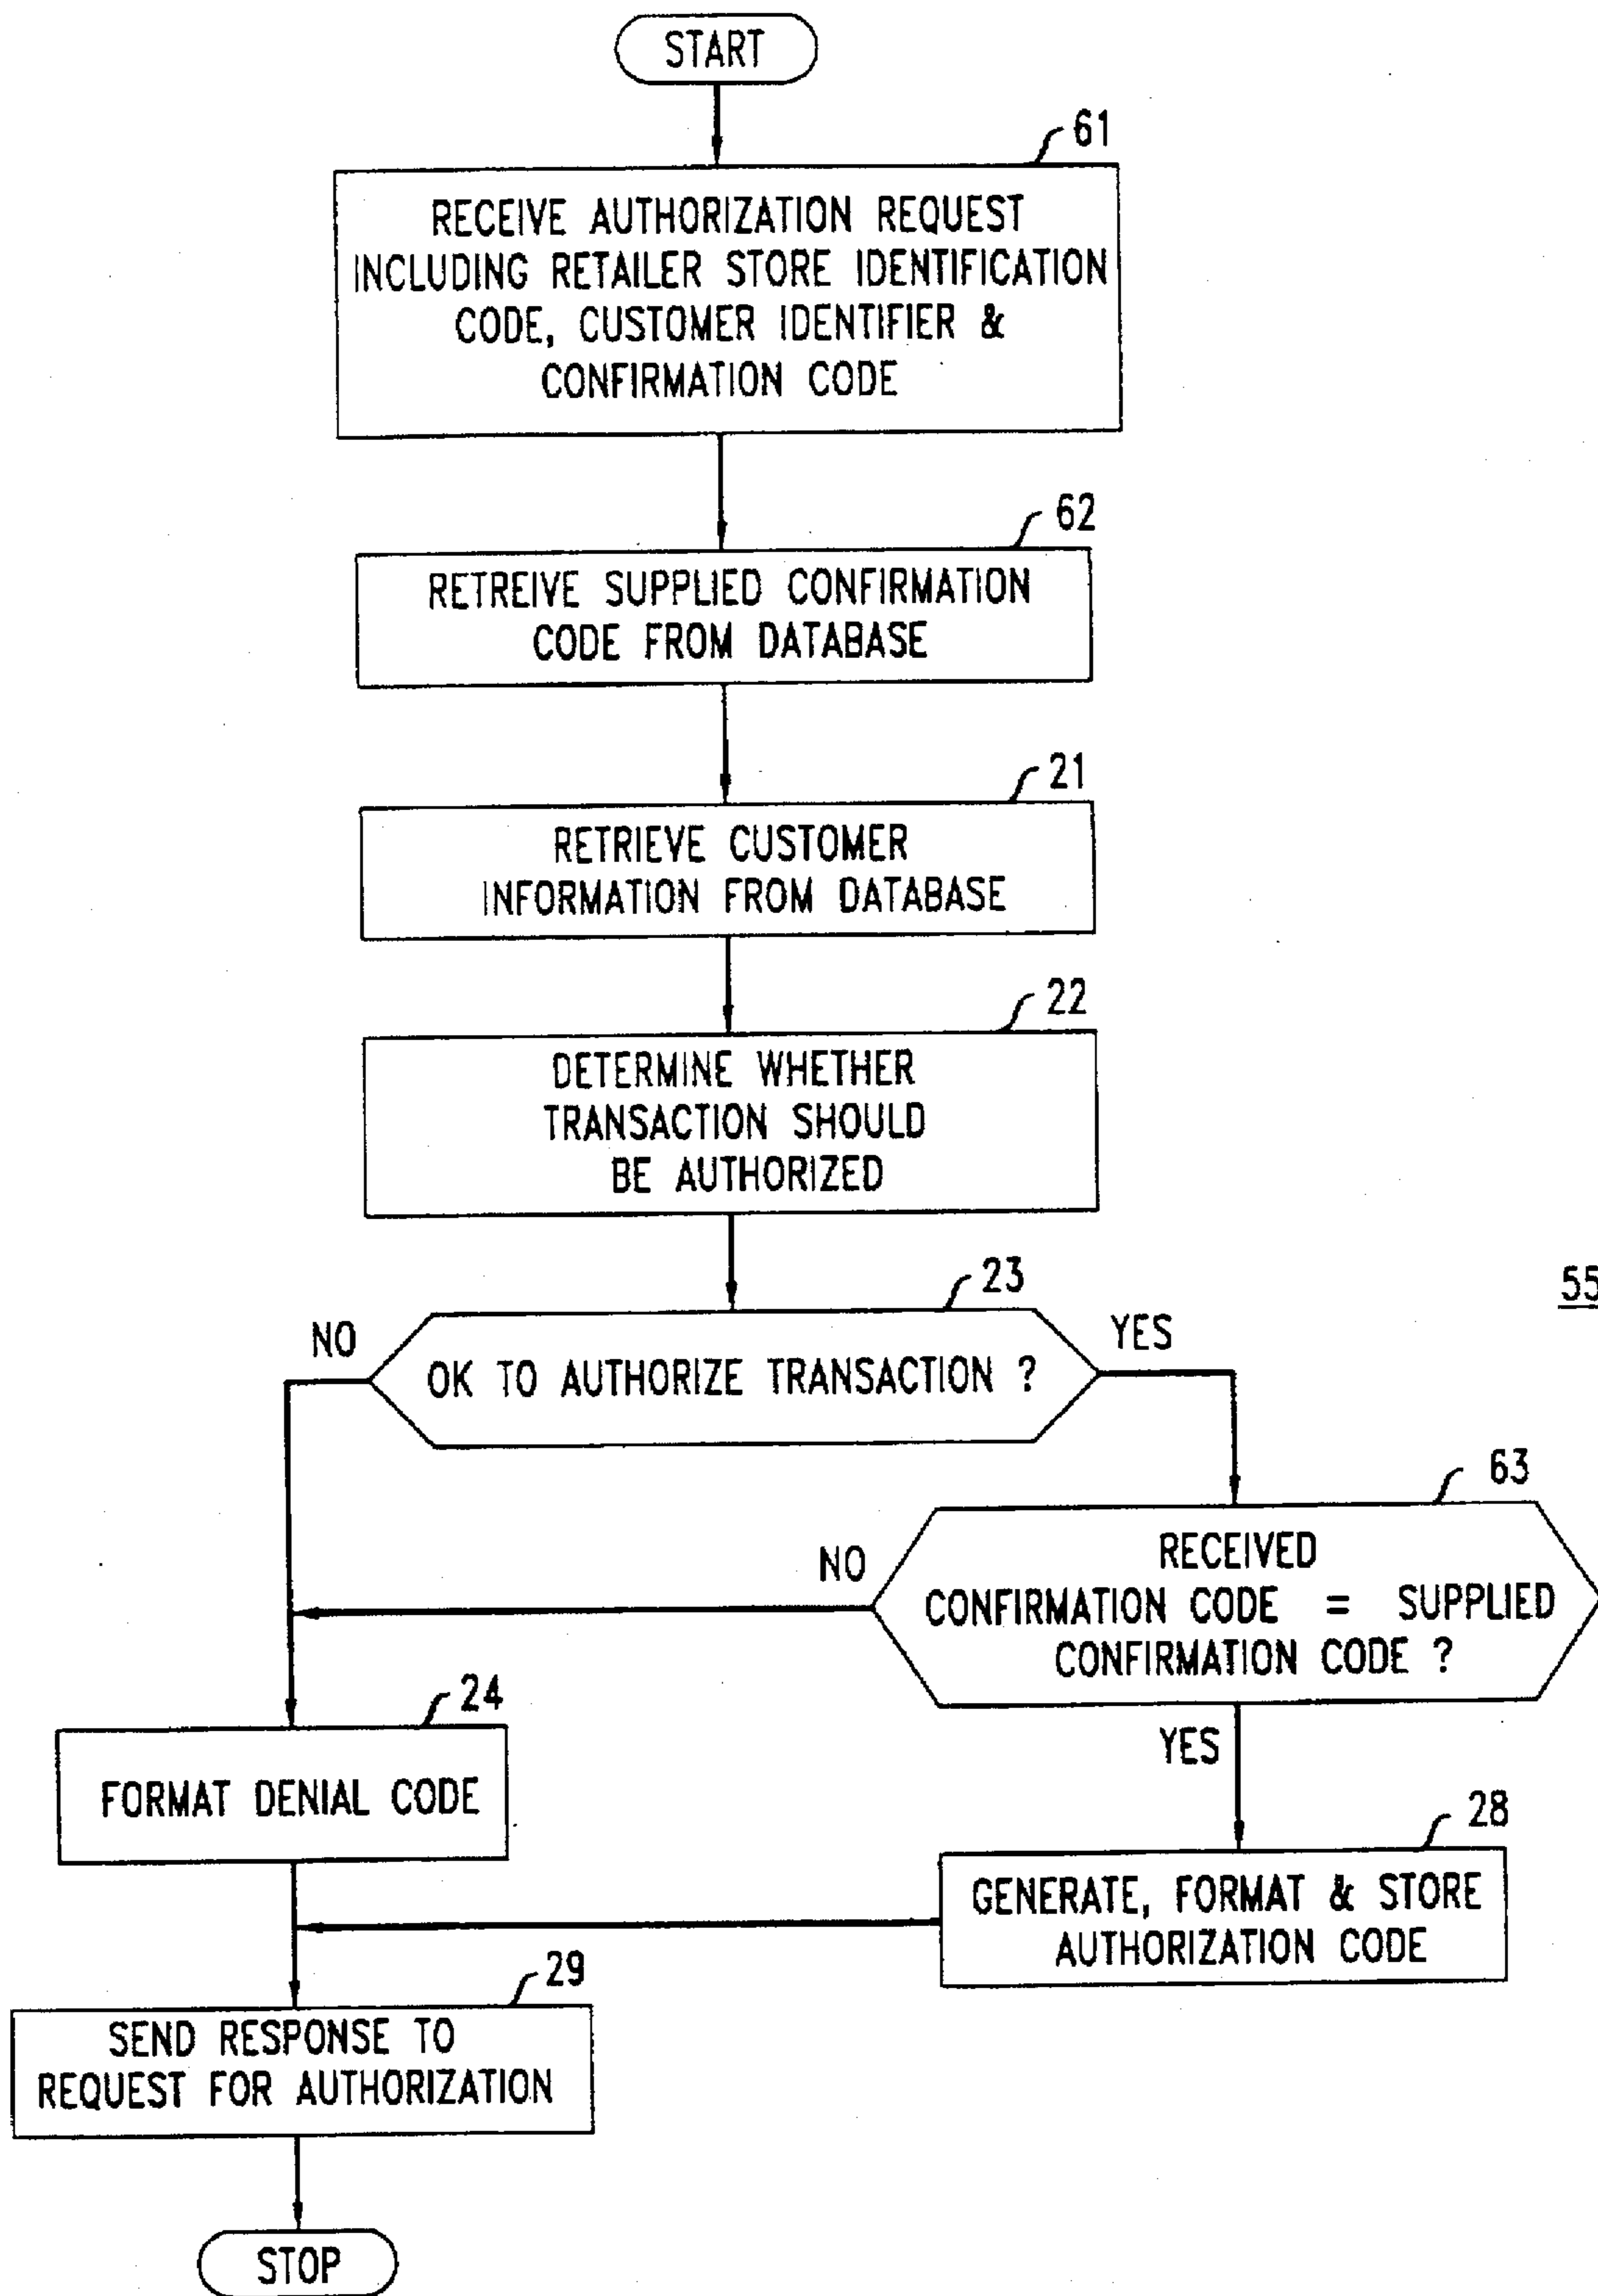 START
61
RECEIVE AUTHORIZATION REQUEST
INCLUDING RETAILER STORE IDENTIFICATION
CODE, CUSTOMER IDENTIFIER &
CONFIRMATION CODE
62
RETREIVE SUPPLIED CONFIRMATION
CODE FROM DATABASE
21
RETRIEVE CUSTOMER
INFORMATION FROM DATABASE
22
DETERMINE WHETHER
TRANSACTION SHOULD
BE AUTHORIZED
23
55
NO
OK TO AUTHORIZE TRANSACTION ?
YES
63
NO
RECEIVED
CONFIRMATION CODE = SUPPLIED
CONFIRMATION CODE ?
24
YES
FORMAT DENIAL CODE
28
GENERATE, FORMAT & STORE
AUTHORIZATION CODE
29
SEND RESPONSE TO
REQUEST FOR AUTHORIZATION
STOP